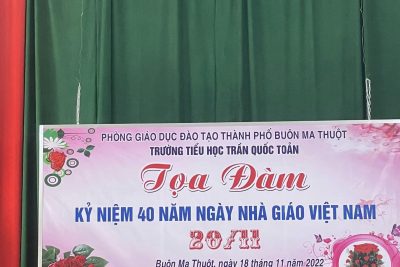 PHÒNG GIÁO DỤC ĐÀO TẠO THÀNH PHỐ BUÔN MA THUỘT
TRƯỜNG TIỂU HỌC TRẦN QUỐC TOẢN
Tọa Đàm
KỶ NIỆM 40 NĂM NGÀY NHÀ GIÁO VIỆT NAM
20/11
Buôn Ma Thuột, ngày 18 tháng 11 năm 2022